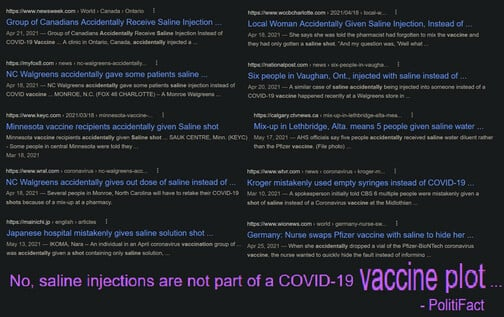 https://www.newsweek.com › World › Canada › Ontario
Group of Canadians Accidentally Receive Saline Injection ...
Apr 21, 2021 — Group of Canadians Accidentally Receive Saline Injection Instead of
COVID Vaccine ... A clinic in Ontario, Canada, accidentally injected a ...
https://myfox8.com › news › nc-walgreens-accidentally...
NC Walgreens accidentally gave some patients saline ...
Apr 19, 2021 — NC Walgreens accidentally gave some patients saline injection instead of
COVID vaccine ... MONROE, N.C. (FOX 46 CHARLOTTE) – A Monroe Walgreens ...
https://www.keyc.com › 2021/03/18 › minnesota-vaccine-...
Minnesota vaccine recipients accidentally given Saline shot
Minnesota vaccine recipients accidentally given Saline shot ... SAUK CENTRE, Minn. (KEYC)
- Some people in central Minnesota were told they ...
Mar 18, 2021
https://www.wral.com › coronavirus › nc-walgreens-acc...
NC Walgreens accidentally gives out dose of saline instead of ...
Apr 18, 2021 — Several people in Monroe, North Carolina will have to retake their COVID-19
shots because of a mix-up at a pharmacy.
https://mainichi.jp › english › articles
Japanese hospital mistakenly gives saline solution shot ...
May 13, 2021 — IKOMA, Nara -- An individual in an April coronavirus vaccination group of ...
was given a shot containing only saline solution, ...
https://www.wccbcharlotte.com › 2021/04/18 › local-w...
Local Woman Accidentally Given Saline Injection, Instead of ...
Apr 18, 2021 — She says she was told the pharmacist had forgotten to mix the vaccine and
they had only gotten a saline shot. "And my question was, 'Well what ...
https://nationalpost.com › news › six-people-in-vaugha...
Six people in Vaughan, Ont., injected with saline instead of ...
Apr 20, 2021 — A similar case of saline accidentally being injected into someone instead of a
COVID-19 vaccine happened recently at a Walgreens store in ...
https://calgary.ctvnews.ca › mix-up-in-lethbridge-alta-mea...
Mix-up in Lethbridge, Alta. means 5 people given saline water ...
May 17, 2021 — AHS officials say five people accidently received saline water diluent rather
than the Pfizer vaccine. (File photo) ...
https://www.wtvr.com › news › coronavirus › kroger-m...
Kroger mistakenly used empty syringes instead of COVID-19 ...
Mar 10, 2021 — A spokesperson initially told CBS 6 multiple people were mistakenly given a
shot of saline instead of a Coronavirus vaccine at the Midlothian ...
https://www.wionews.com › world › germany-nurse-sw...
Germany: Nurse swaps Pfizer vaccine with saline to hide her ...
Apr 25, 2021 — When she accidentally dropped a vial of the Pfizer-BioNTech coronavirus
vaccine, the nurse wanted to quickly hide the fault instead of informing ...
No, saline injections are not part of a COVID-19 vaccine plot ...
- PolitiFact